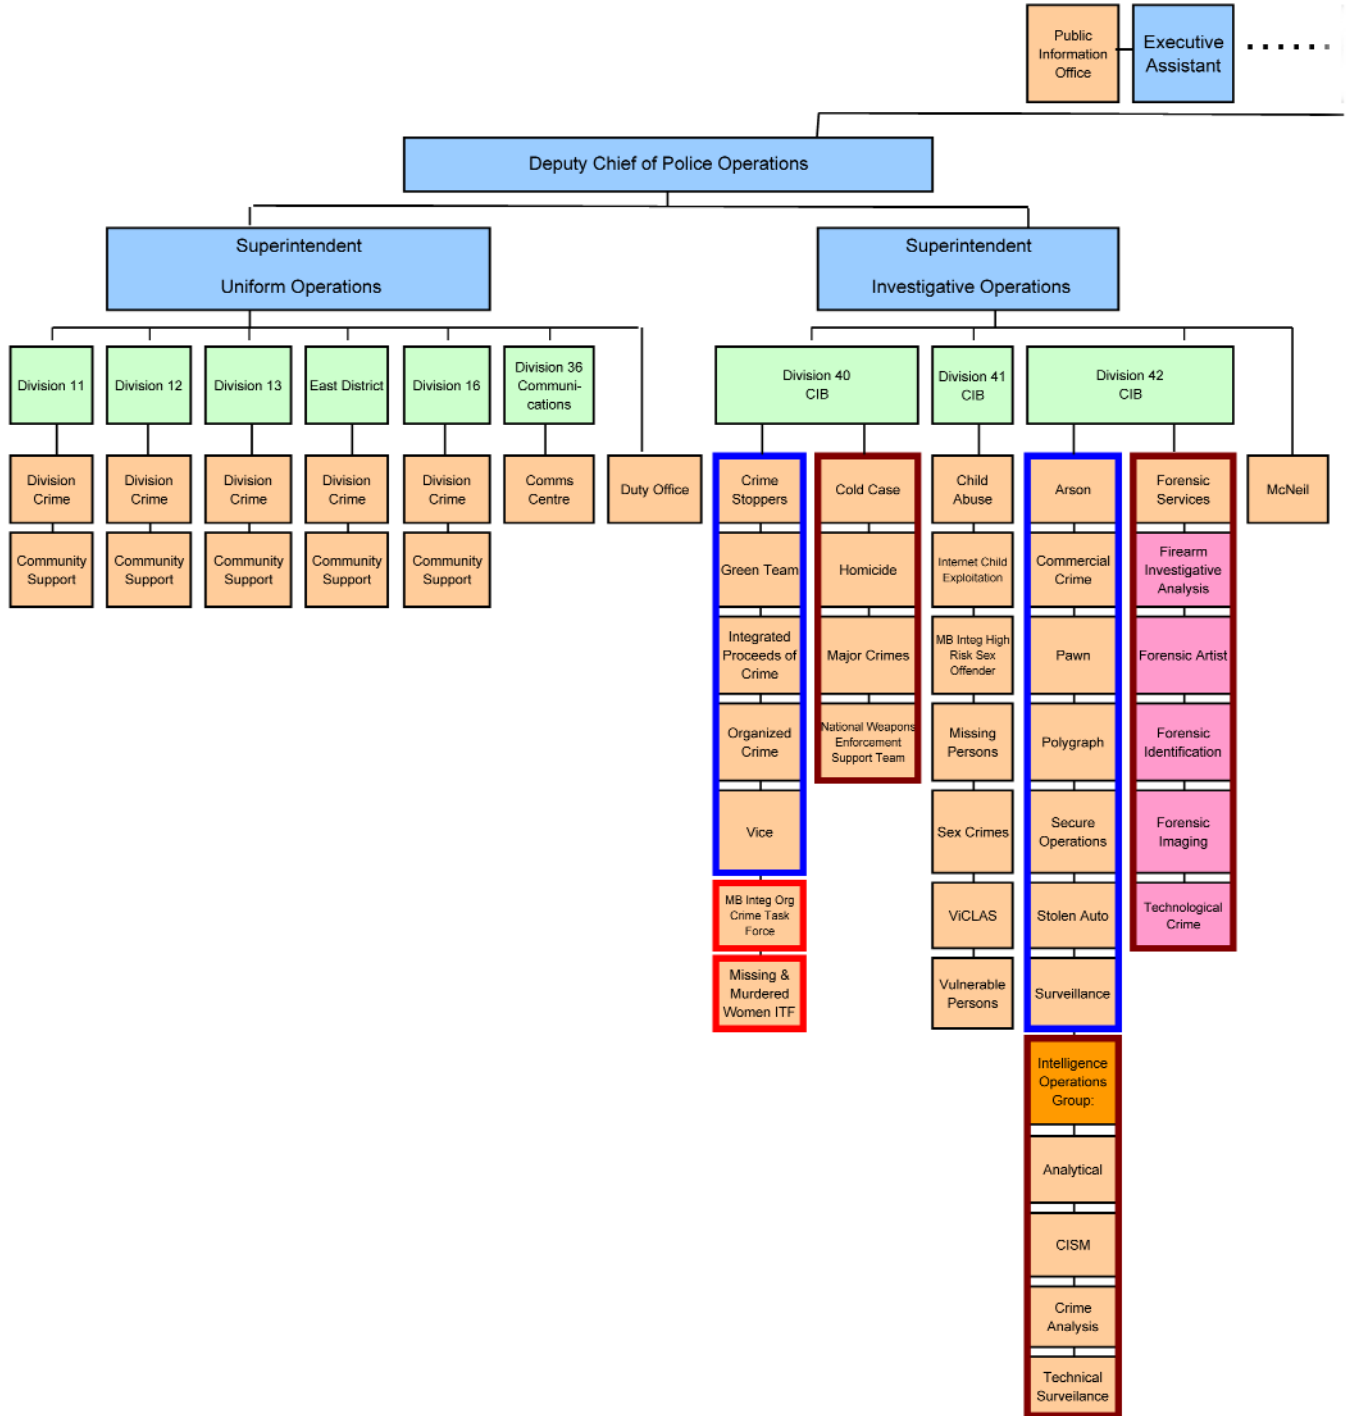 Public
Information
Office
Executive
Assistant
Deputy Chief of Police Operations
Superintendent
Uniform Operations
Superintendent
Investigative Operations
Division 11
Division 12
Division 13
East District
Division 16
Division 36
Communi-
cations
Division 40
CIB
Division 41
CIB
Division 42
CIB
Division
Crime
Division
Crime
Division
Crime
Division
Crime
Division
Crime
Comms
Centre
Duty Office
Crime
Stoppers
Cold Case
Child
Abuse
Arson
Forensic
Services
McNeil
Community
Support
Community
Support
Community
Support
Community
Support
Community
Support
Green Team
Homicide
Internet Child
Exploitation
Commercial
Crime
Firearm
Investigative
Analysis
Integrated
Proceeds of
Crime
Major Crimes
MB Integ High
Risk Sex
Offender
Pawn
Forensic Artist
Organized
Crime
National Weapons
Enforcement
Support Team
Missing
Persons
Polygraph
Forensic
Identification
Vice
Sex Crimes
Secure
Operations
Forensic
Imaging
MB Integ Org
Crime Task
Force
ViCLAS
Stolen Auto
Technological
Crime
Missing &
Murdered
Women ITF
Vulnerable
Persons
Surveillance
Intelligence
Operations
Group:
Analytical
CISM
Crime
Analysis
Technical
Surveilance